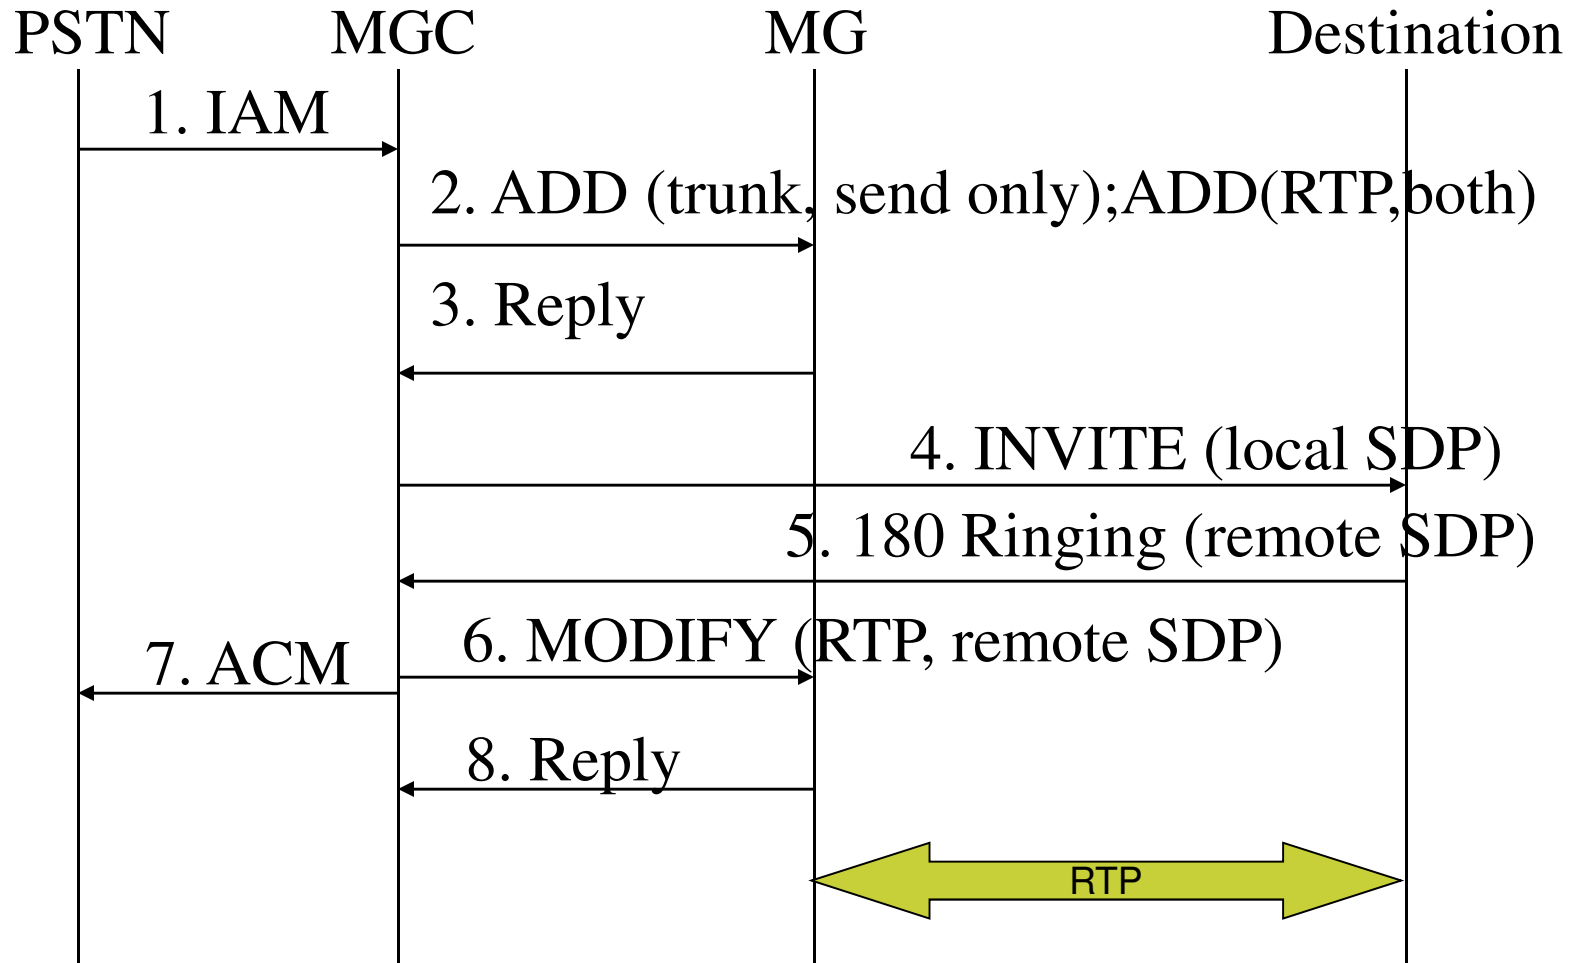 PSTN MGC MG Destination
1. IAM
2. ADD (trunk, send only);ADD(RTP,both)
3. Reply
4. INVITE (local SDP)
5. 180 Ringing (remote SDP)
6. MODIFY (RTP, remote SDP)
7. ACM
8. Reply
RTP